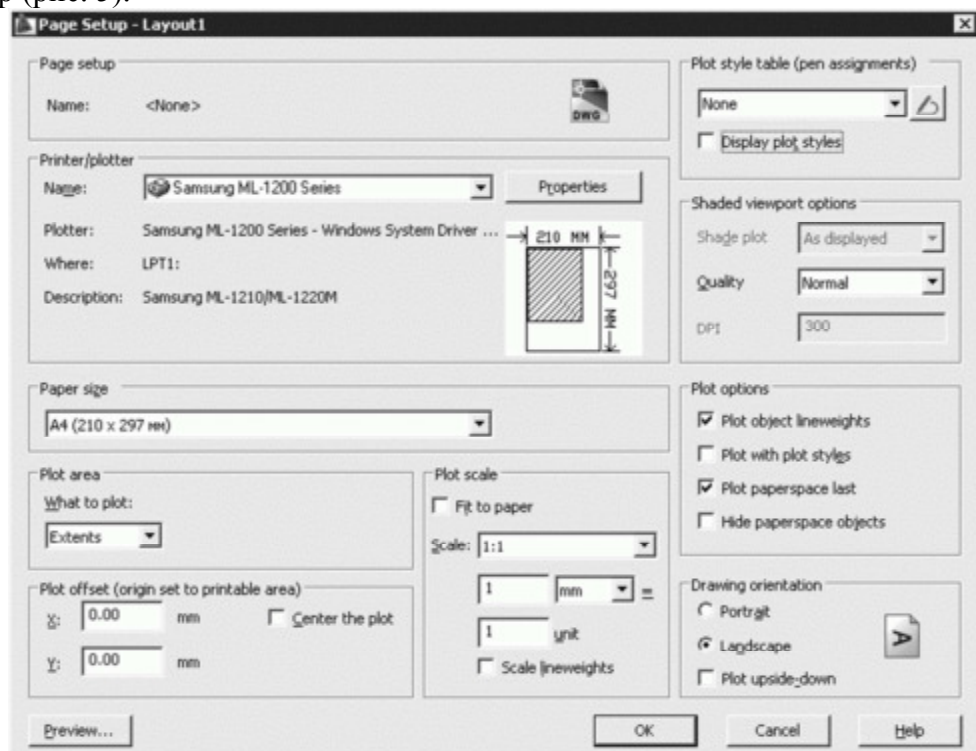 р (рис. 5).
Page Setup - Layout1
Page setup
Name: <None>
DWG
Printer/plotter
Name: Samsung ML-1200 Series
Properties
Plotter: Samsung ML-1200 Series - Windows System Driver ...
Where: LPT1:
Description: Samsung ML-1210/ML-1220M
210 MM
297 MM
Paper size
A4 (210 x 297 мм)
Plot area
What to plot:
Extents
Plot offset (origin set to printable area)
X: 0.00 mm
Center the plot
Y: 0.00 mm
Plot scale
Fit to paper
Scale: 1:1
1 mm =
1 unit
Scale lineweights
Plot style table (pen assignments)
None
Display plot styles
Shaded viewport options
Shade plot As displayed
Quality Normal
DPI 300
Plot options
Plot object lineweights
Plot with plot styles
Plot paperspace last
Hide paperspace objects
Drawing orientation
Portrait
Landscape
Plot upside-down
A
Preview...
OK
Cancel
Help